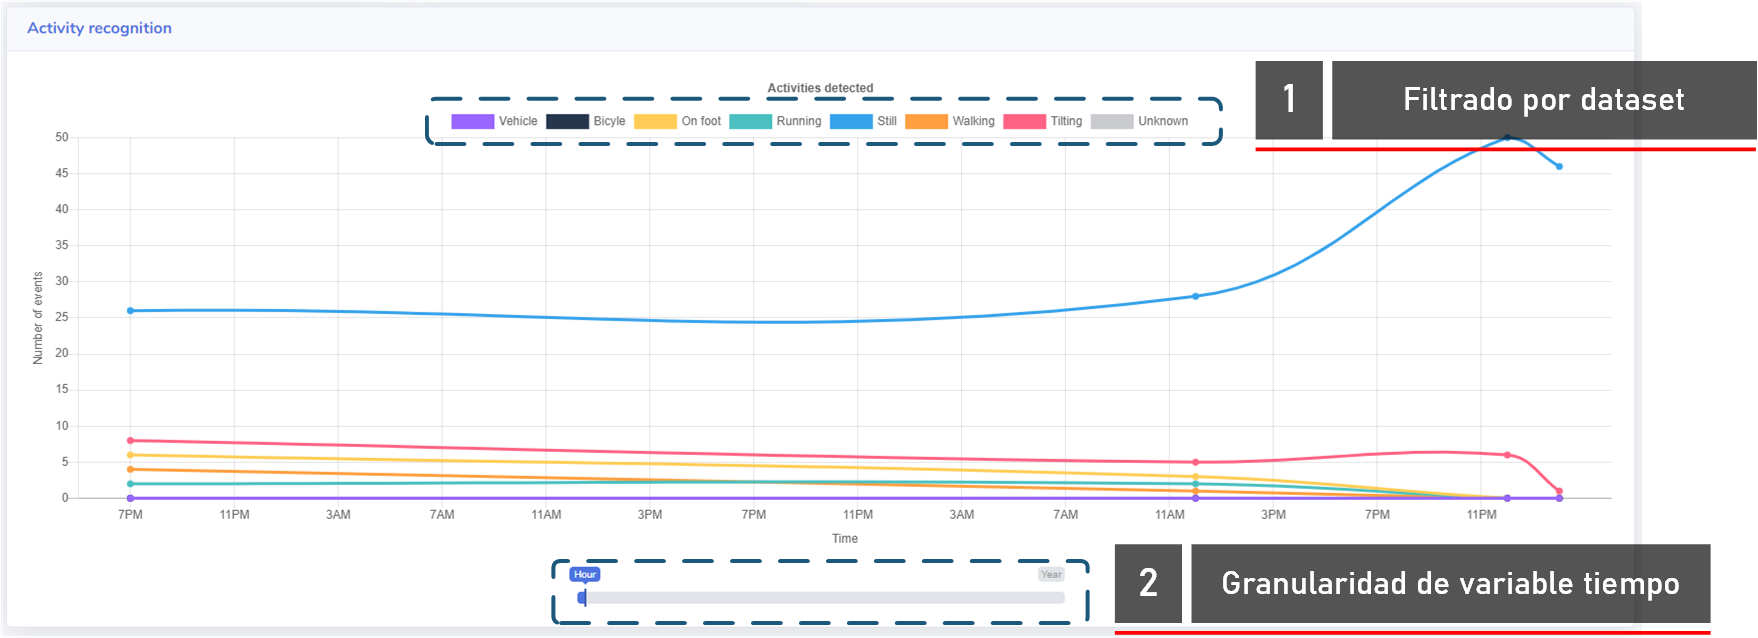 Activity recognition
Activities detected
Vehicle Bicyle On foot Running Still Walking Tilting Unknown
1 Filtrado por dataset
50
45
40
35
30
25
20
15
10
5
0
Number of events
7PM 11PM 3AM 7AM 11AM 3PM 7PM 11PM 3AM 7AM 11AM 3PM 7PM 11PM
Time
Hour Year
2 Granularidad de variable tiempo